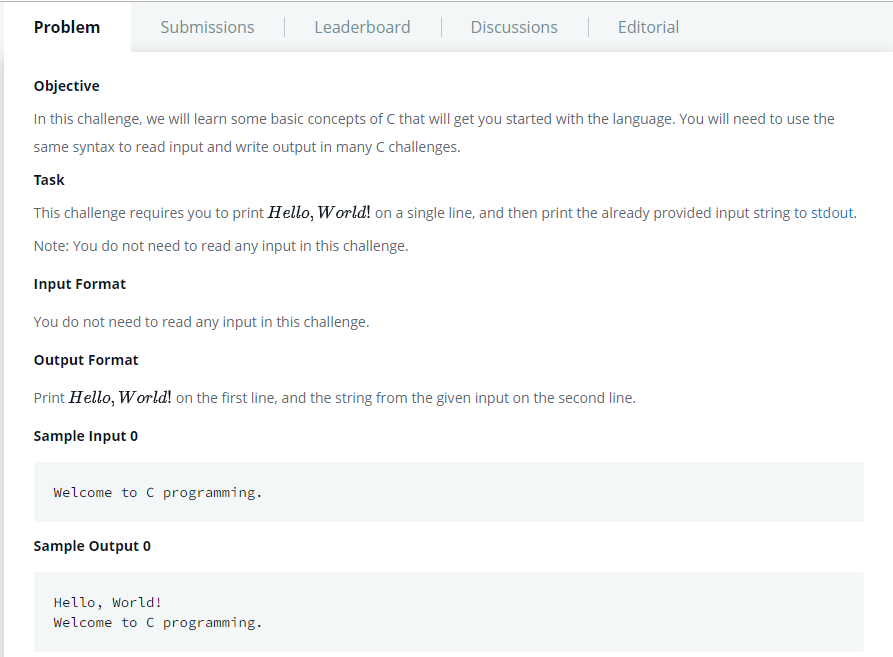 Problem Submissions Leaderboard Discussions Editorial
Objective
In this challenge, we will learn some basic concepts of C that will get you started with the language. You will need to use the
same syntax to read input and write output in many C challenges.
Task
This challenge requires you to print Hello, World! on a single line, and then print the already provided input string to stdout.
Note: You do not need to read any input in this challenge.
Input Format
You do not need to read any input in this challenge.
Output Format
Print Hello, World! on the first line, and the string from the given input on the second line.
Sample Input 0
Welcome to C programming.
Sample Output 0
Hello, World!
Welcome to C programming.